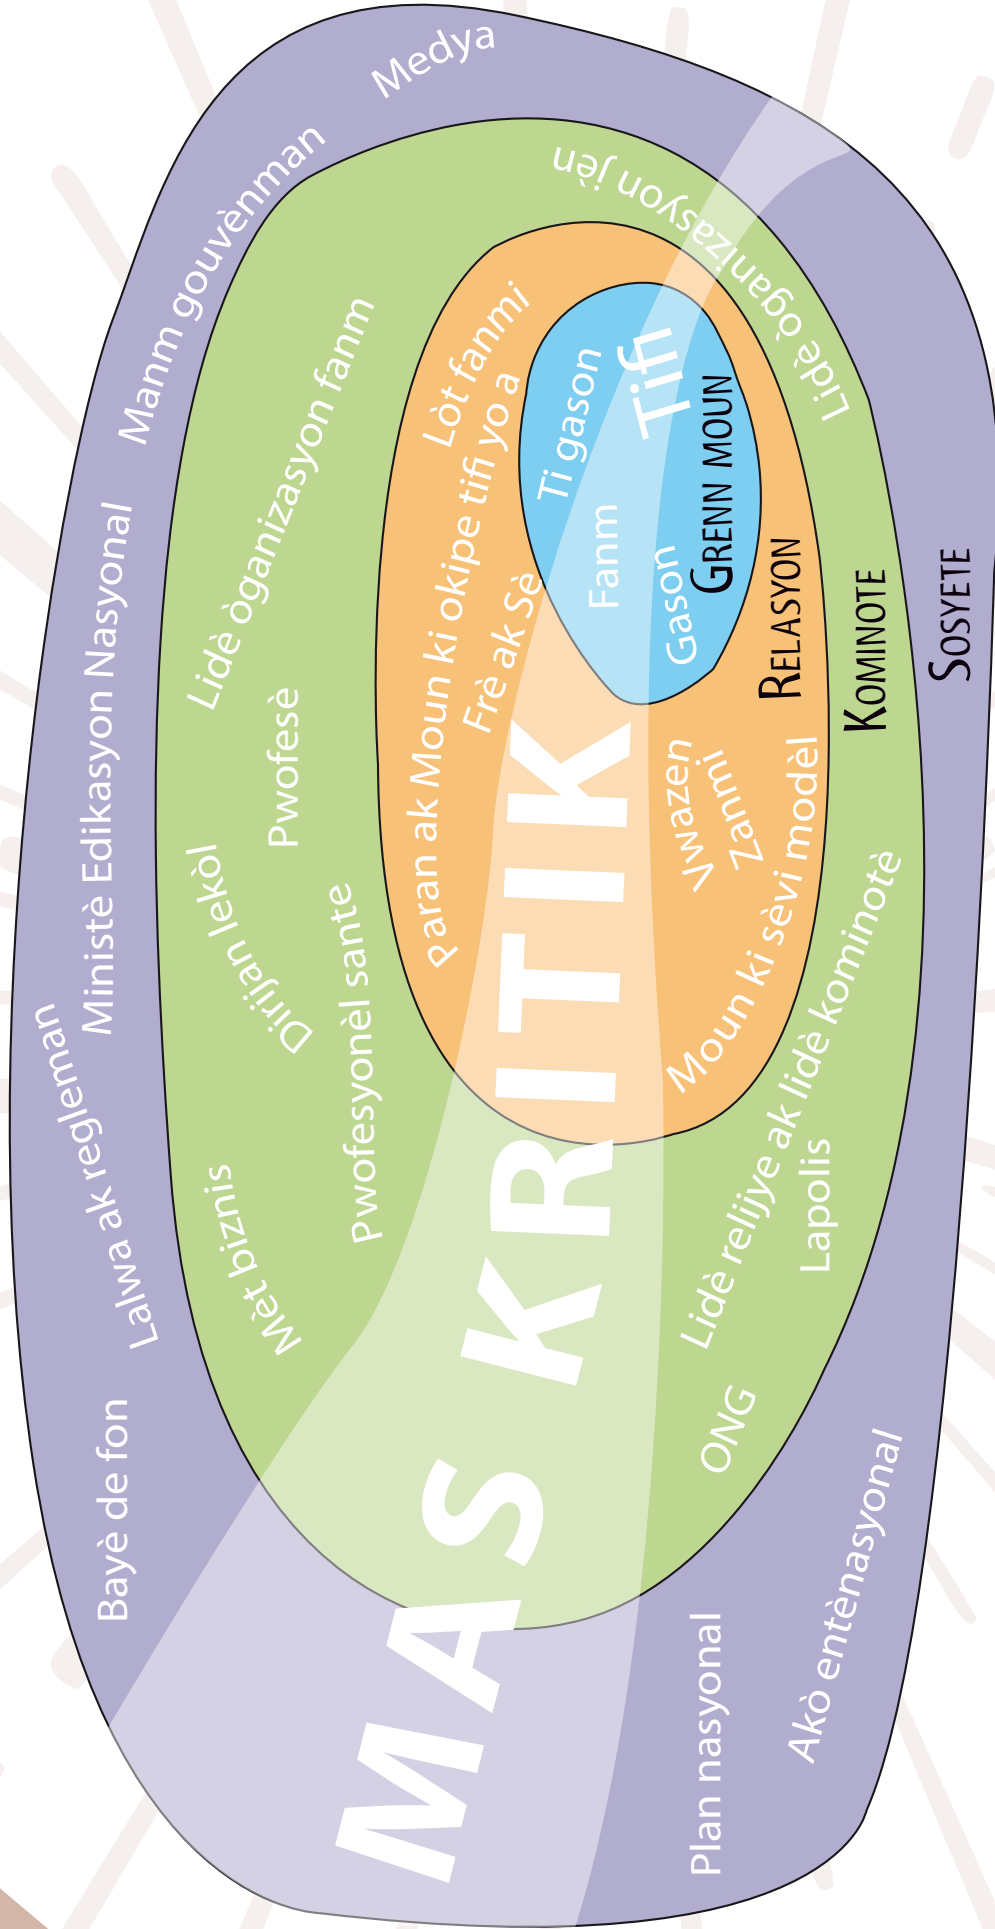 Bayè de fon
Lalwa ak regleman
Ministè Edikasyon Nasyonal
Manm gouvènman
Medya
Mèt biznis
Dirijan lekòl
Pwofesyonèl sante
Pwofesè
Lidè òganizasyon fanm
Lidè òganizasyon jèn
Paran ak Moun ki okipe tifi yo a
Lòt fanmi
Frè ak Sè
Ti gason
Tifi
Fanm
Gason
MAS KRITIK
GRENN MOUN
Vwazen
Zanmi
Moun ki sèvi modèl
RELASYON
Lidè relijye ak lidè kominotè
Lapolis
ONG
KOMINOTE
Plan nasyonal
Akò entènasyonal
SOSYETE